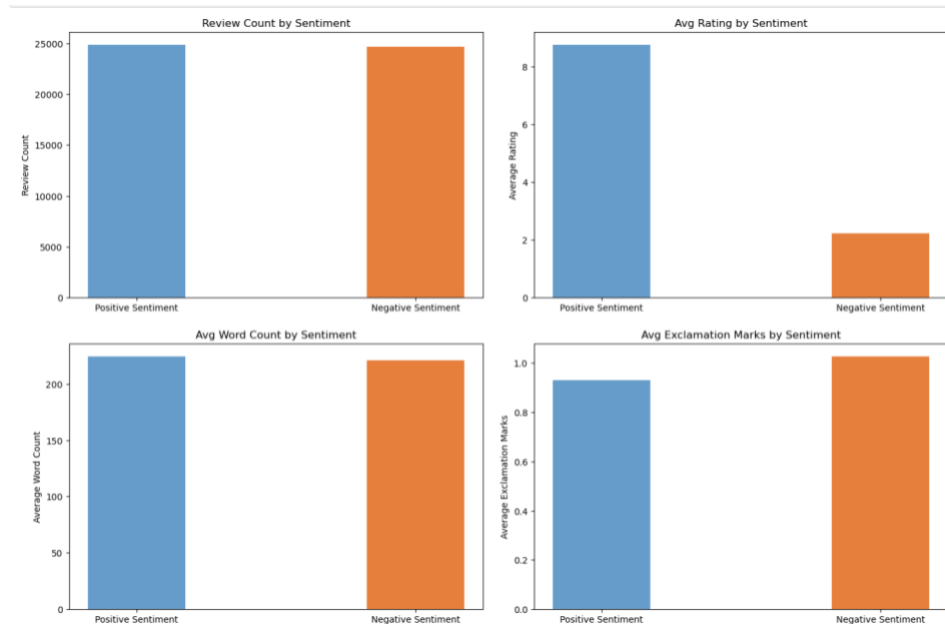 Review Count by Sentiment
25000
20000
15000
10000
5000
0
Review Count
Positive Sentiment Negative Sentiment
Avg Rating by Sentiment
8
6
4
2
0
Average Rating
Positive Sentiment Negative Sentiment
Avg Word Count by Sentiment
200
150
100
50
0
Average Word Count
Positive Sentiment Negative Sentiment
Avg Exclamation Marks by Sentiment
1.0
0.8
0.6
0.4
0.2
0.0
Average Exclamation Marks
Positive Sentiment Negative Sentiment